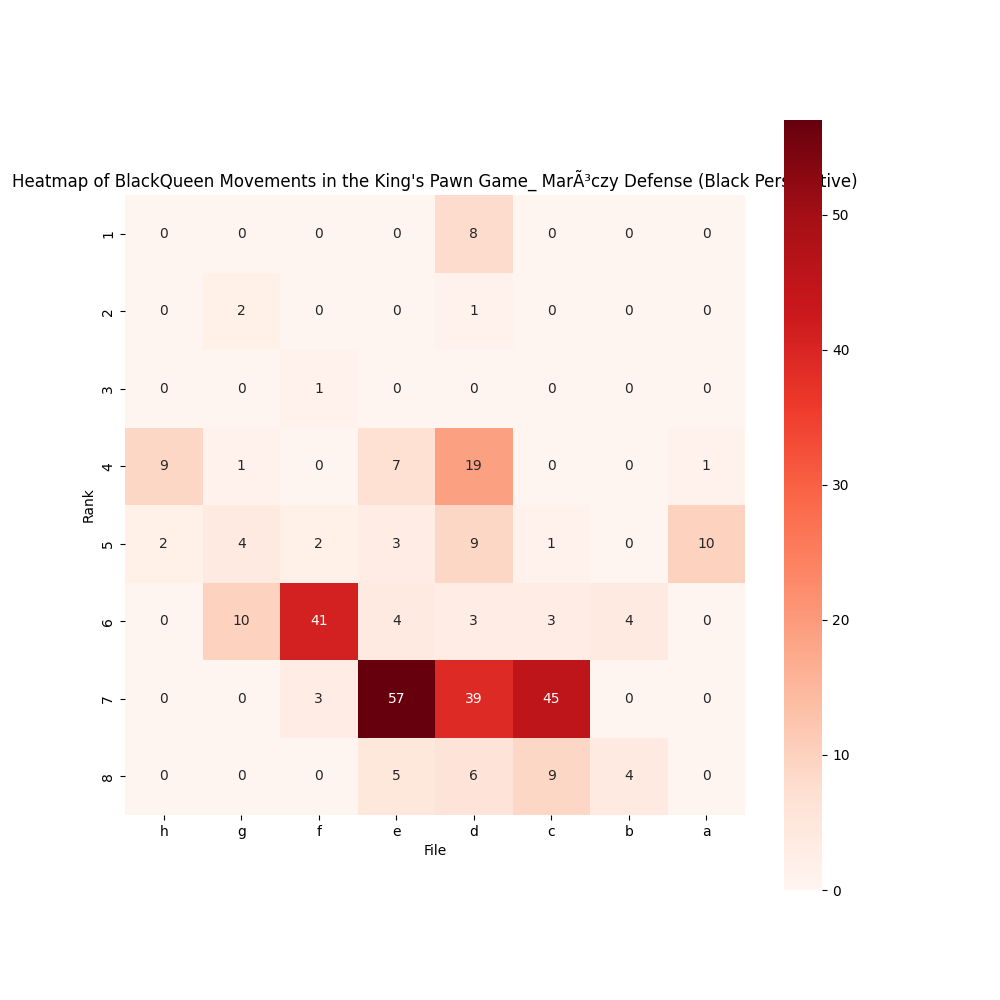 Heatmap of BlackQueen Movements in the King's Pawn Game_ MarÃ³czy Defense (Black Perspective)
1 0 0 0 0 8 0 0 0
2 0 2 0 0 1 0 0 0
3 0 0 1 0 0 0 0 0
4 9 1 0 7 19 0 0 1
5 2 4 2 3 9 1 0 10
6 0 10 41 4 3 3 4 0
7 0 0 3 57 39 45 0 0
8 0 0 0 5 6 9 4 0
h g f e d c b a
File
Rank
50
40
30
20
10
0